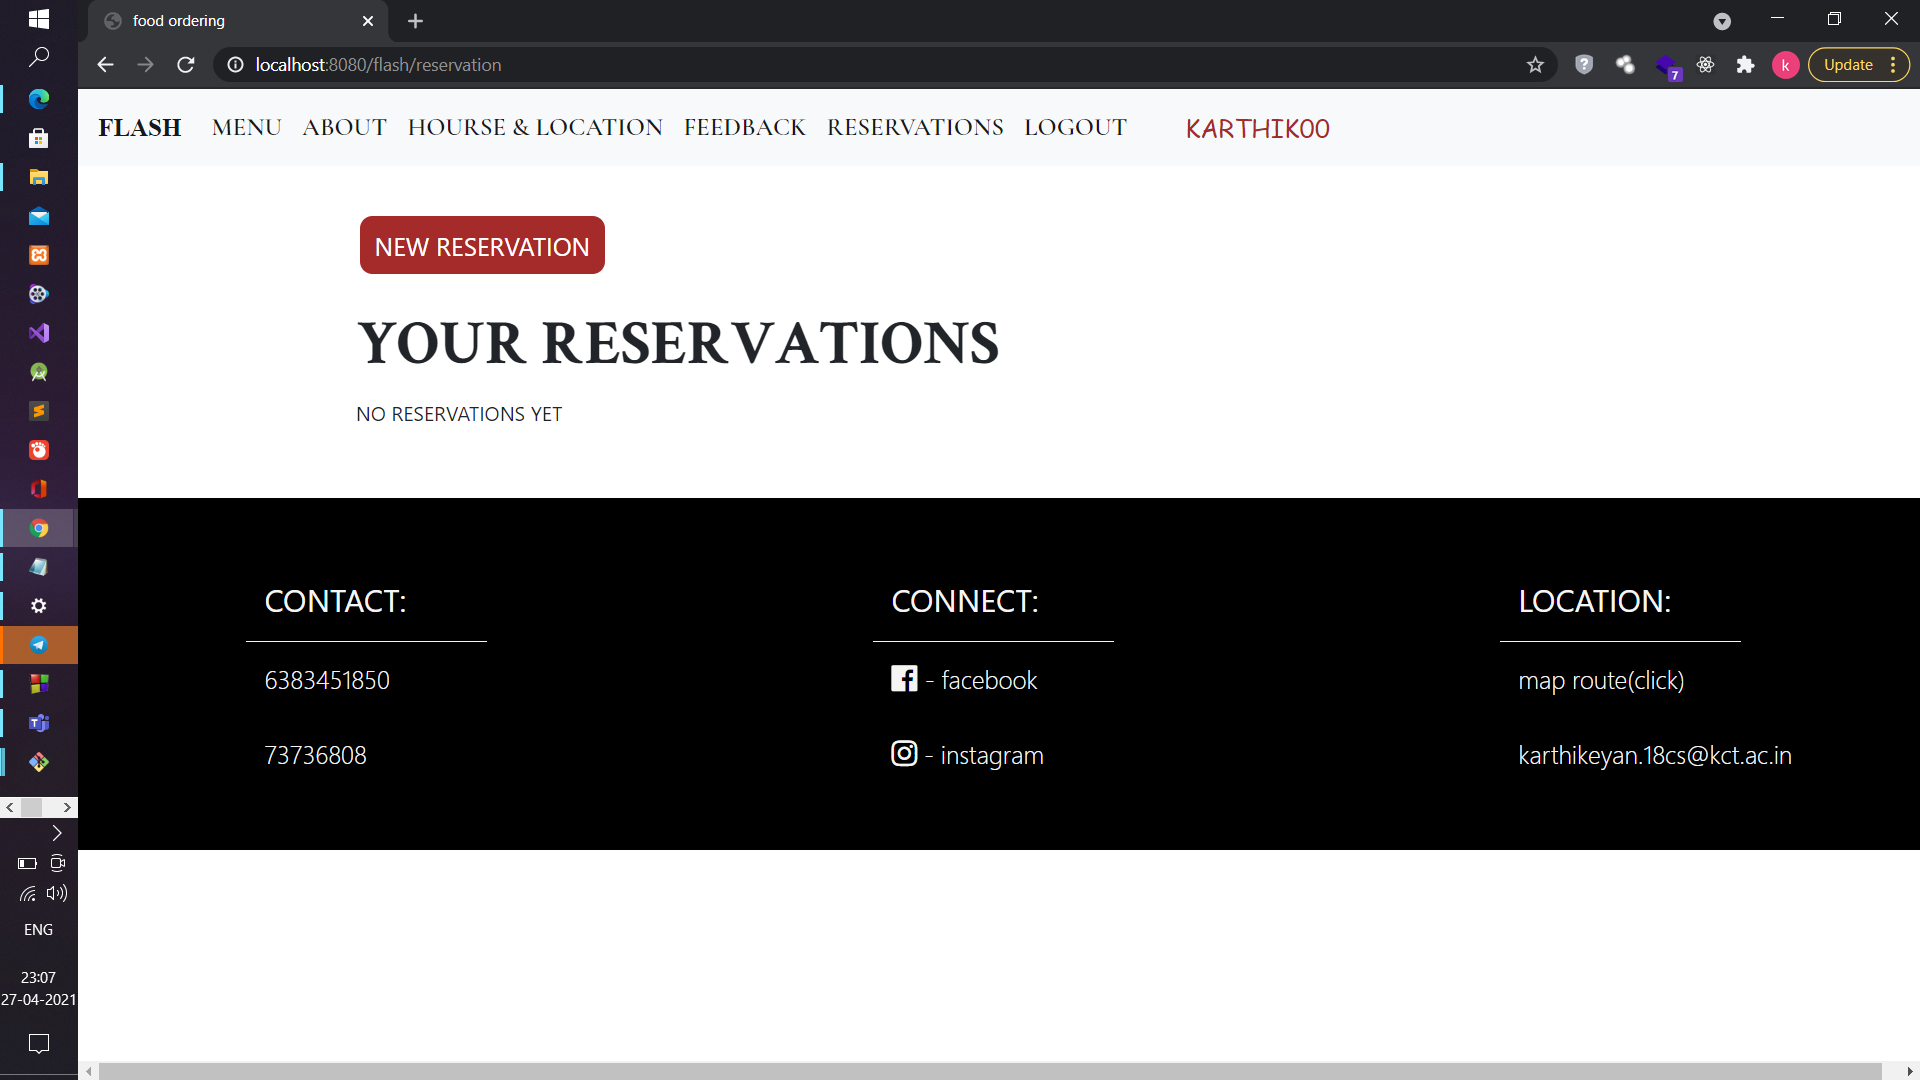 food ordering
localhost:8080/flash/reservation
7
k
Update
FLASH MENU ABOUT HOURSE & LOCATION FEEDBACK RESERVATIONS LOGOUT KARTHIK00
NEW RESERVATION
YOUR RESERVATIONS
NO RESERVATIONS YET
CONTACT: CONNECT: LOCATION:
6383451850 - facebook map route(click)
73736808 - instagram karthikeyan.18cs@kct.ac.in
ENG
23:07
27-04-2021